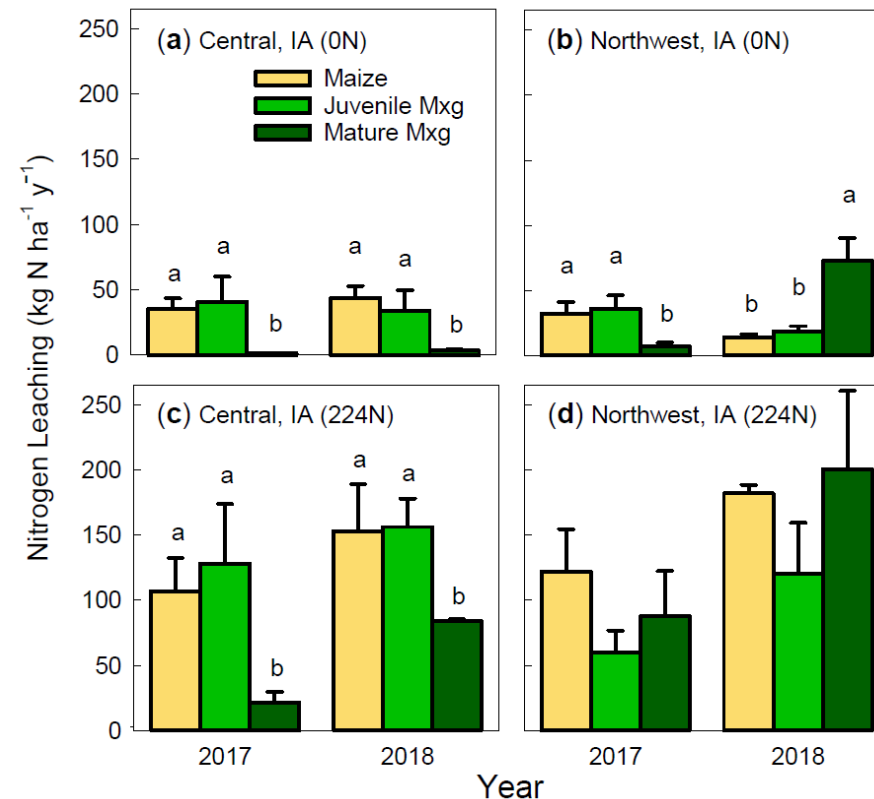 Nitrogen Leaching (kg N ha⁻¹ y⁻¹)
(a) Central, IA (0N)
Maize
Juvenile Mxg
Mature Mxg
250
200
150
100
50
0
a
a
b
a
a
b
(b) Northwest, IA (0N)
a
a
b
b
b
a
(c) Central, IA (224N)
250
200
150
100
50
0
a
a
b
a
a
b
2017
2018
(d) Northwest, IA (224N)
2017
2018
Year